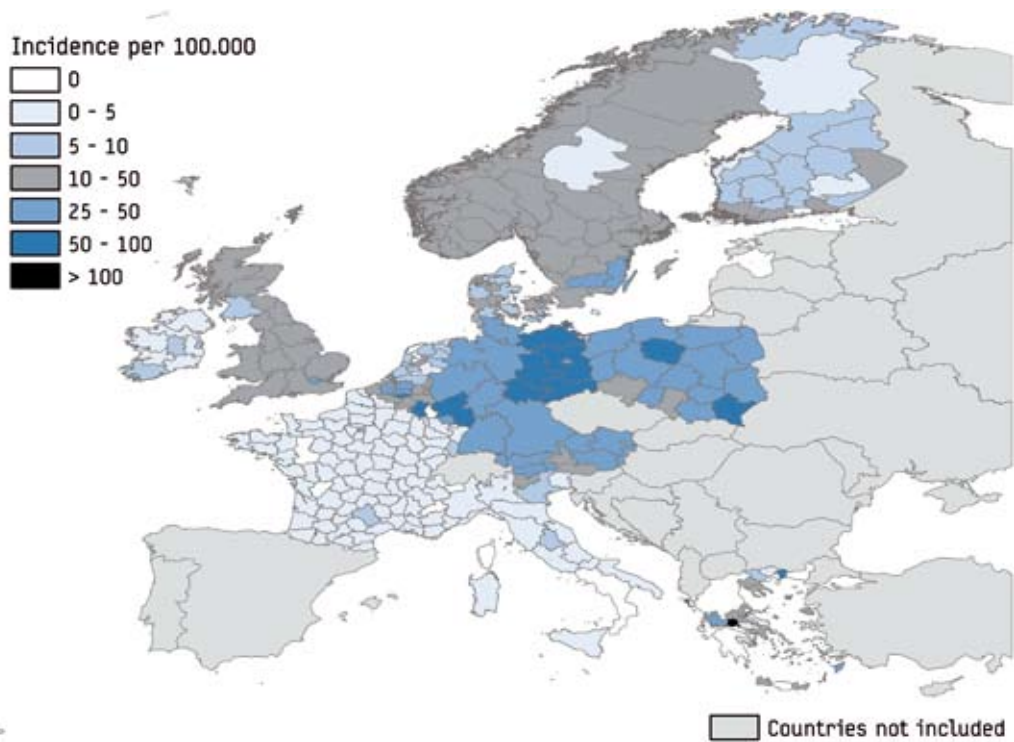 Incidence per 100.000
0
0 - 5
5 - 10
10 - 50
25 - 50
50 - 100
> 100
Countries not included